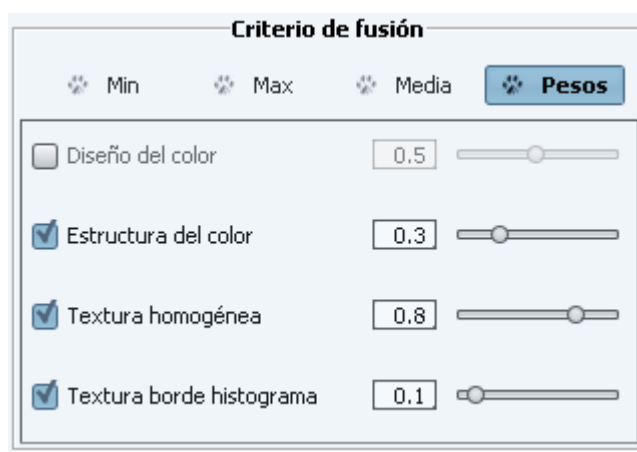 Criterio de fusión
Min Max Media Pesos
Diseño del color 0.5
Estructura del color 0.3
Textura homogénea 0.8
Textura borde histograma 0.1